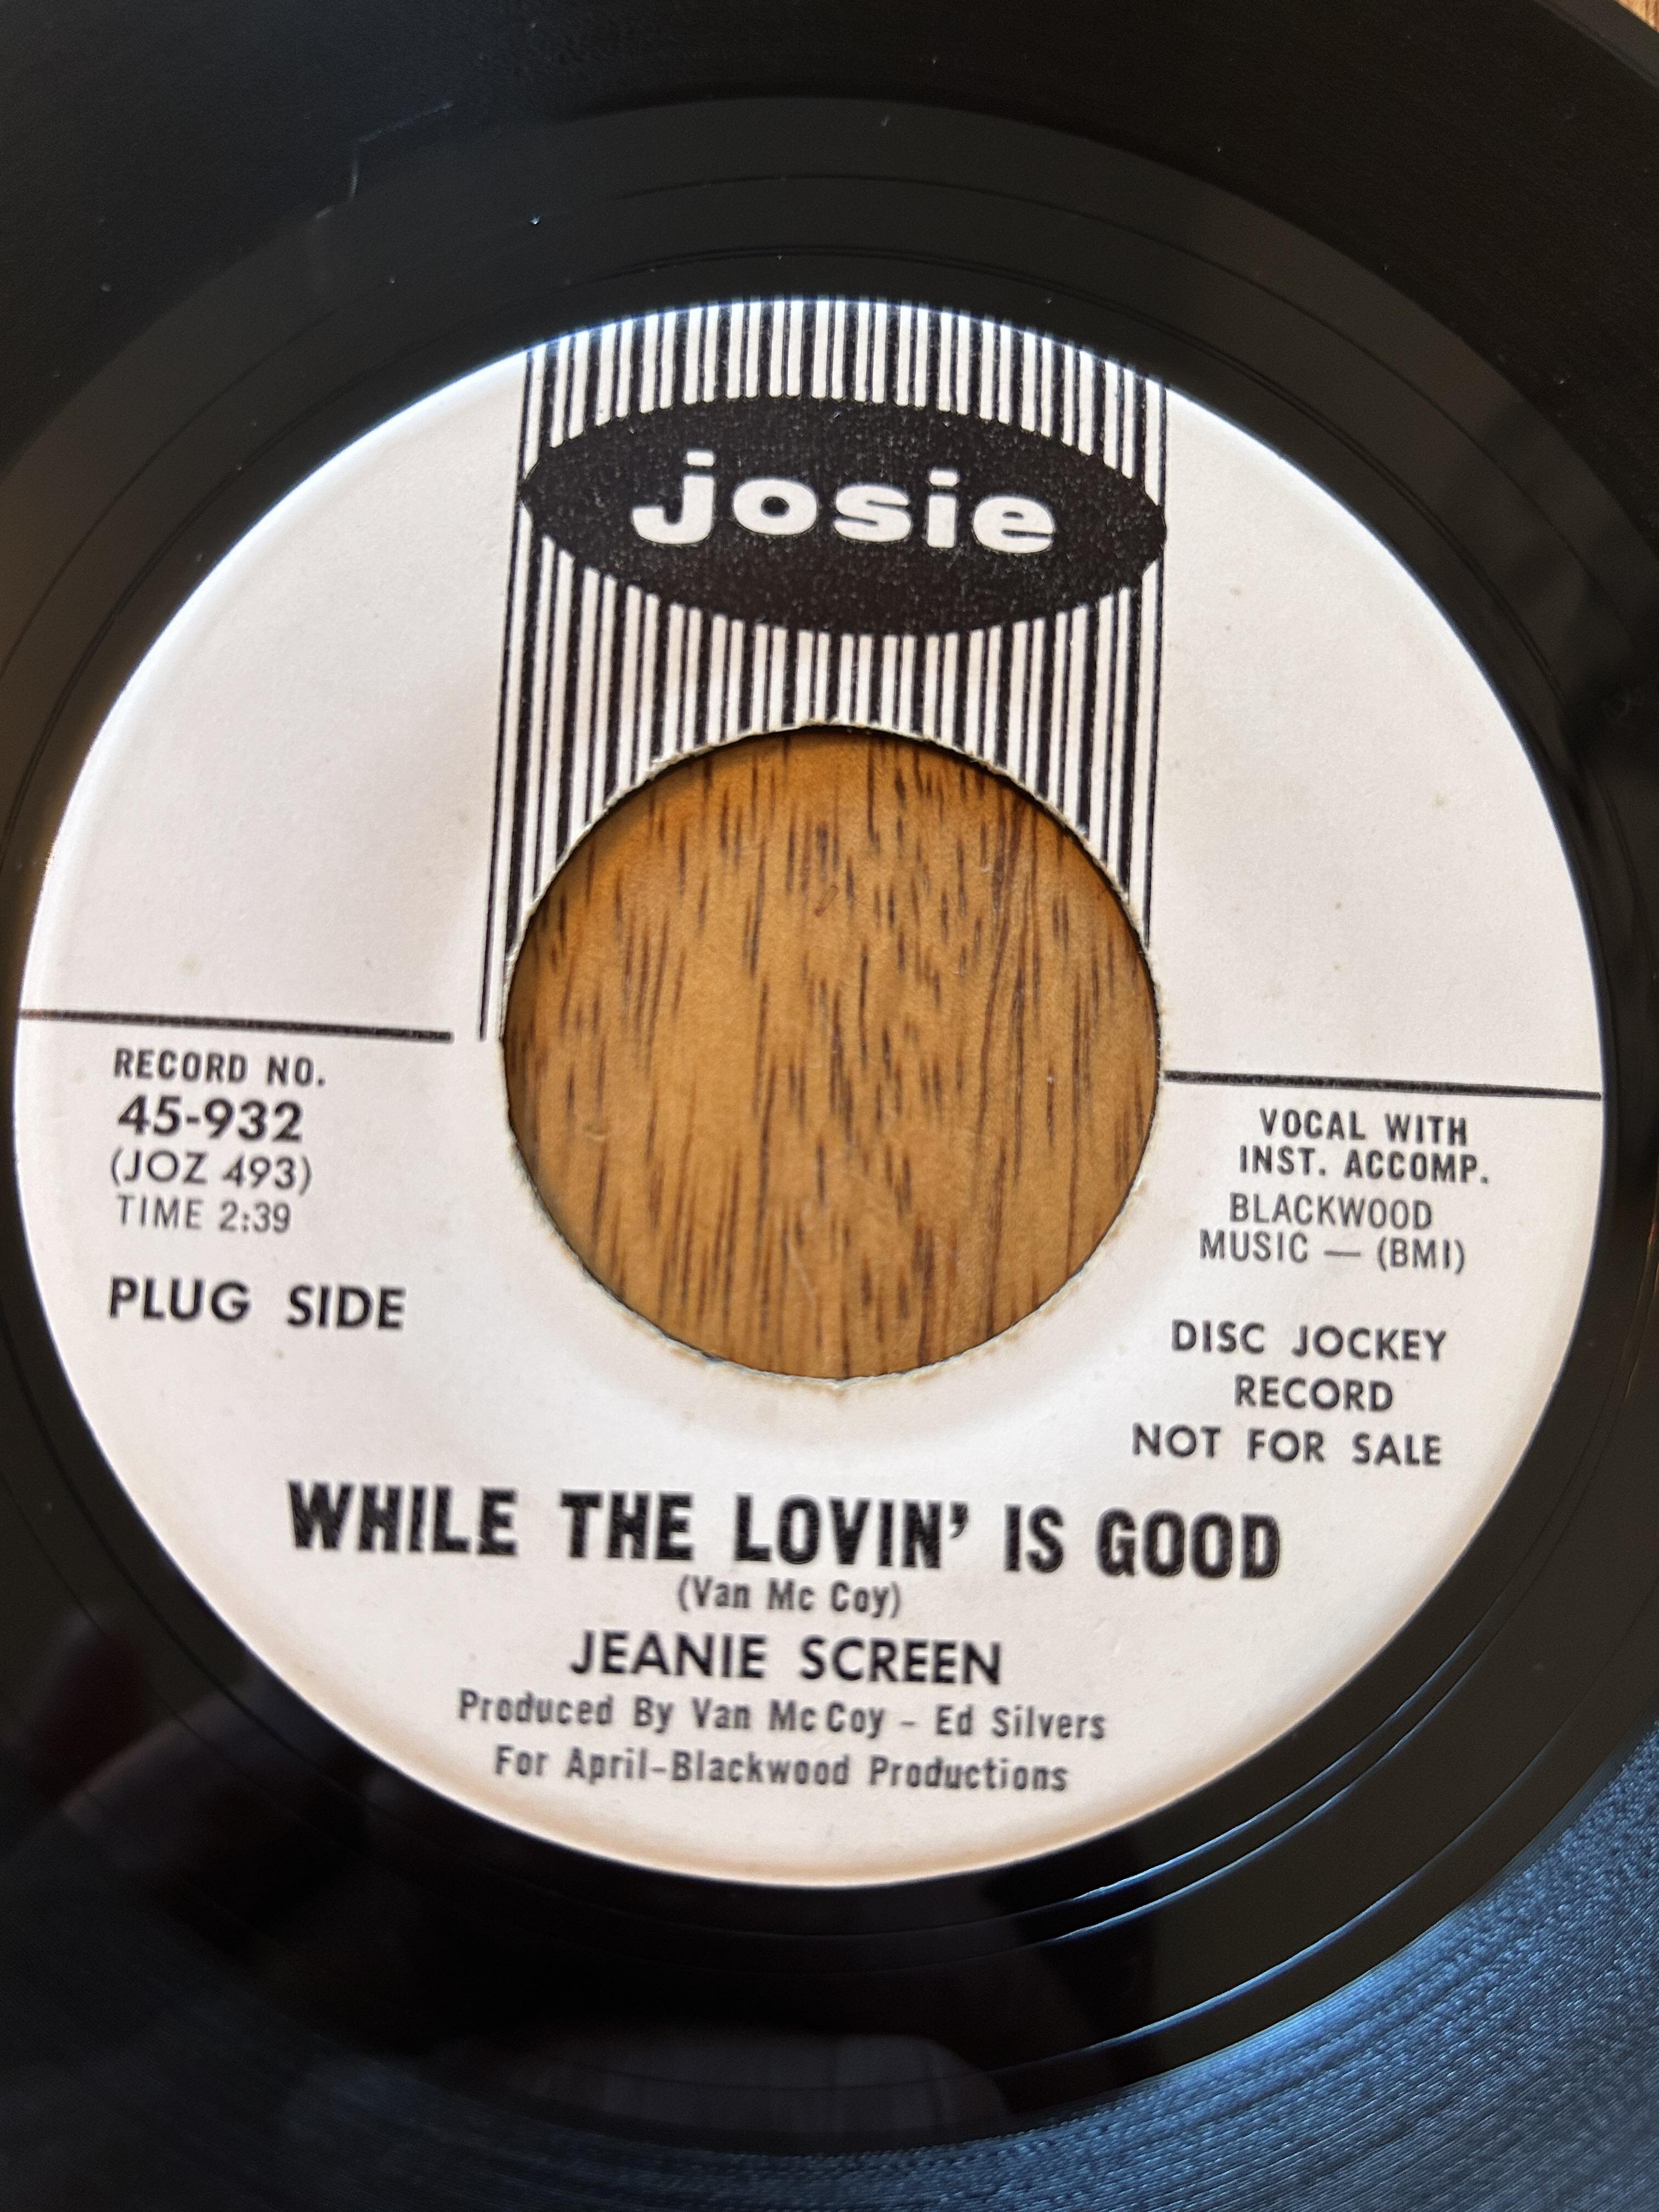 josie
RECORD NO.
45-932
(JOZ 493)
TIME 2:39
PLUG SIDE
VOCAL WITH
INST. ACCOMP.
BLACKWOOD
MUSIC — (BMI)
DISC JOCKEY
RECORD
NOT FOR SALE
WHILE THE LOVIN' IS GOOD
(Van Mc Coy)
JEANIE SCREEN
Produced By Van McCoy - Ed Silvers
For April-Blackwood Productions